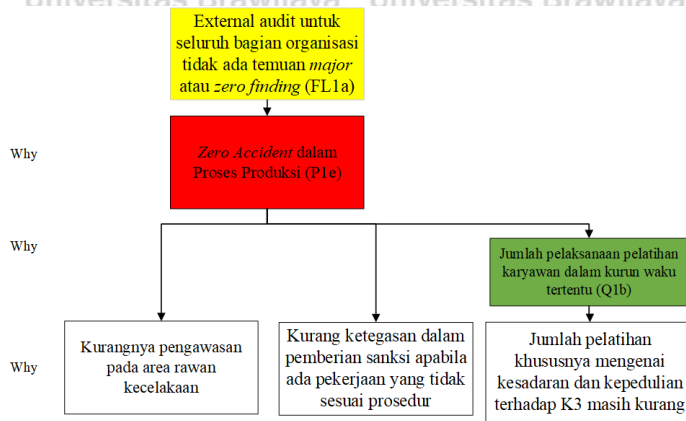 External audit untuk
seluruh bagian organisasi
tidak ada temuan major
atau zero finding (FL1a)
Why
Zero Accident dalam
Proses Produksi (P1e)
Why
Jumlah pelaksanaan pelatihan
karyawan dalam kurun waku
tertentu (Q1b)
Why
Kurangnya pengawasan
pada area rawan
kecelakaan
Kurang ketegasan dalam
pemberian sanksi apabila
ada pekerjaan yang tidak
sesuai prosedur
Jumlah pelatihan
khususnya mengenai
kesadaran dan kepedulian
terhadap K3 masih kurang